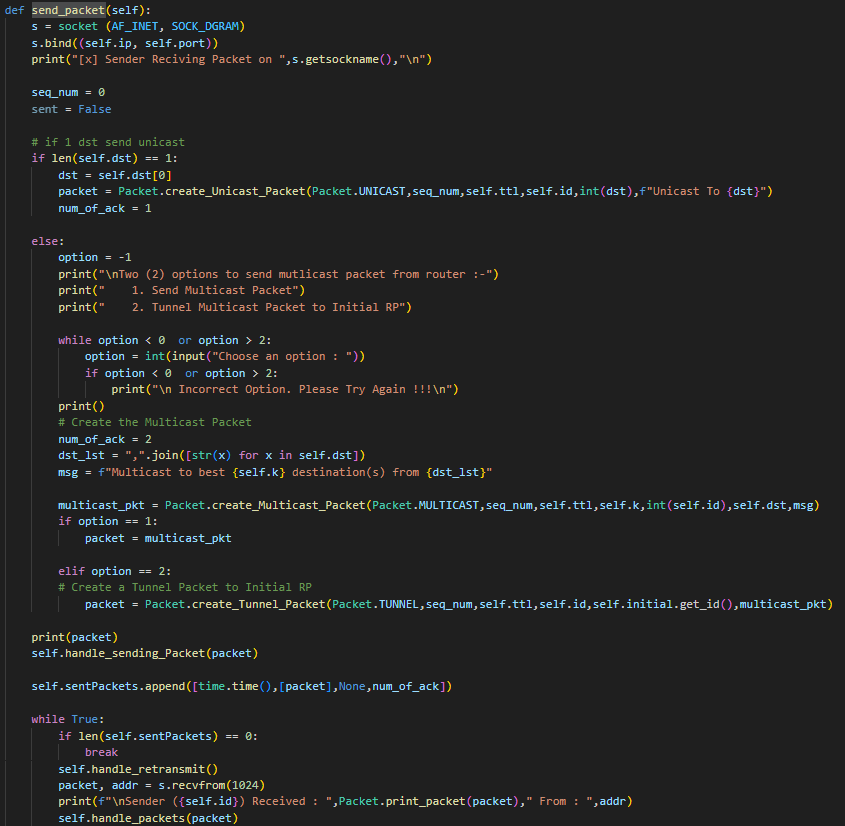 def send_packet(self):
    s = socket (AF_INET, SOCK_DGRAM)
    s.bind((self.ip, self.port))
    print("[x] Sender Reciving Packet on ",s.getsockname(),"\n")

    seq_num = 0
    sent = False

    # if 1 dst send unicast
    if len(self.dst) == 1:
        dst = self.dst[0]
        packet = Packet.create_Unicast_Packet(Packet.UNICAST,seq_num,self.ttl,self.id,int(dst),f"Unicast To {dst}")
        num_of_ack = 1

    else:
        option = -1
        print("\nTwo (2) options to send mutlicast packet from router :-")
        print("    1. Send Multicast Packet")
        print("    2. Tunnel Multicast Packet to Initial RP")

        while option < 0  or option > 2:
            option = int(input("Choose an option : "))
            if option < 0  or option > 2:
                print("\n Incorrect Option. Please Try Again !!!\n")
        print()
        # Create the Multicast Packet
        num_of_ack = 2
        dst_lst = ",".join([str(x) for x in self.dst])
        msg = f"Multicast to best {self.k} destination(s) from {dst_lst}"

        multicast_pkt = Packet.create_Multicast_Packet(Packet.MULTICAST,seq_num,self.ttl,self.k,int(self.id),self.dst,msg)
        if option == 1:
            packet = multicast_pkt

        elif option == 2:
        # Create a Tunnel Packet to Initial RP
            packet = Packet.create_Tunnel_Packet(Packet.TUNNEL,seq_num,self.ttl,self.id,self.initial.get_id(),multicast_pkt)

    print(packet)
    self.handle_sending_Packet(packet)

    self.sentPackets.append([time.time(),[packet],None,num_of_ack])

    while True:
        if len(self.sentPackets) == 0:
            break
        self.handle_retransmit()
        packet, addr = s.recvfrom(1024)
        print(f"\nSender ({self.id}) Received : ",Packet.print_packet(packet)," From : ",addr)
        self.handle_packets(packet)